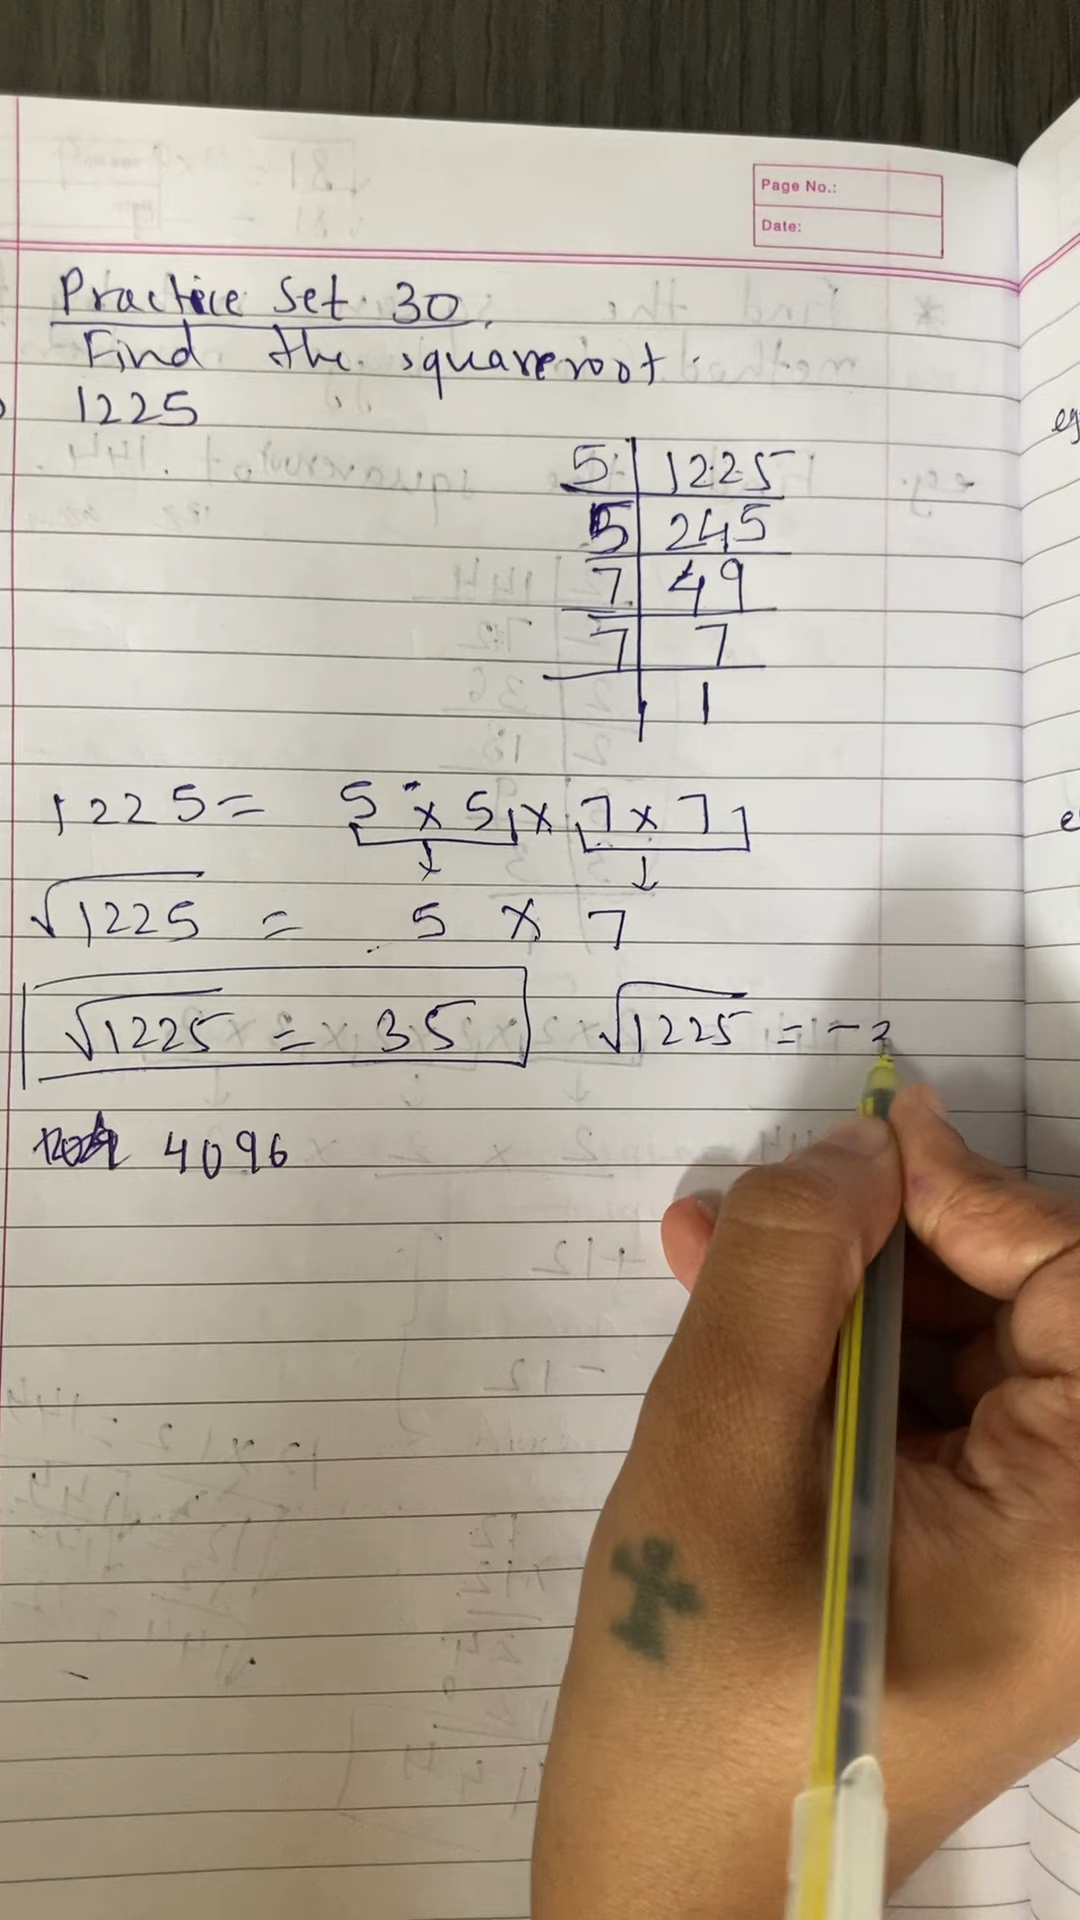 Page No.:
Date:
Practice Set 30.
Find the squareroot.
1225
5 | 1225
5 | 245
7 | 49
7 | 7
1
1225 = 5 x 5 x 7 x 7
↓ ↓
√1225 = 5 x 7
√1225 = 35 √1225 = -3
4096